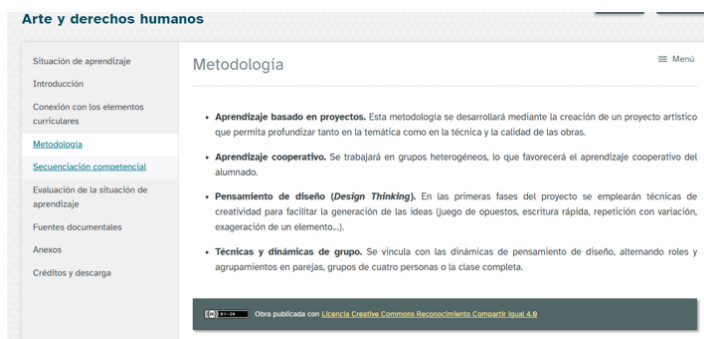 Arte y derechos humanos
Situación de aprendizaje
Introducción
Conexión con los elementos
curriculares
Metodología
Secuenciación competencial
Evaluación de la situación de
aprendizaje
Fuentes documentales
Anexos
Créditos y descarga
Metodología
≡ Menú
• Aprendizaje basado en proyectos. Esta metodología se desarrollará mediante la creación de un proyecto artístico
que permita profundizar tanto en la temática como en la técnica y la calidad de las obras.
• Aprendizaje cooperativo. Se trabajará en grupos heterogéneos, lo que favorecerá el aprendizaje cooperativo del
alumnado.
• Pensamiento de diseño (Design Thinking). En las primeras fases del proyecto se emplearán técnicas de
creatividad para facilitar la generación de las ideas (juego de opuestos, escritura rápida, repetición con variación,
exageración de un elemento...).
• Técnicas y dinámicas de grupo. Se vincula con las dinámicas de pensamiento de diseño, alternando roles y
agrupamientos en parejas, grupos de cuatro personas o la clase completa.
(cc) BY-SA Obra publicada con Licencia Creative Commons Reconocimiento Compartir igual 4.0